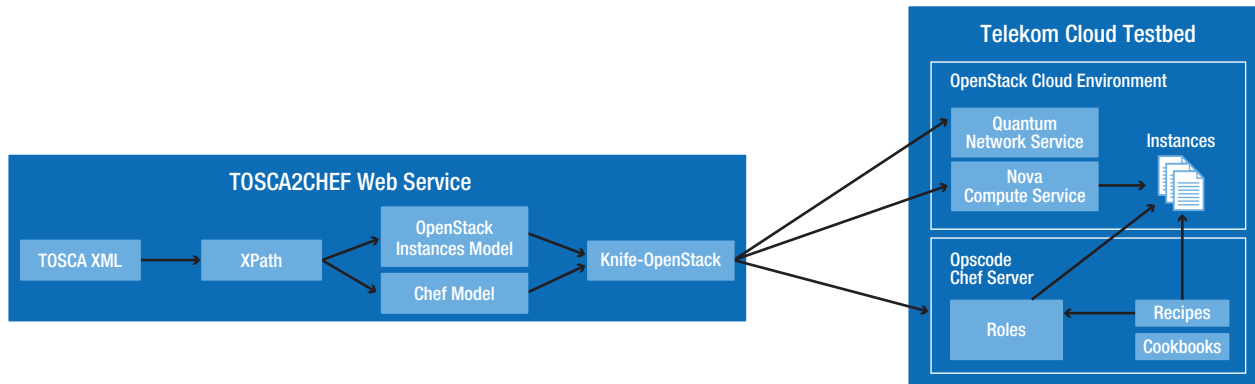 TOSCA2CHEF Web Service
TOSCA XML
XPath
OpenStack
Instances Model
Chef Model
Knife-OpenStack
Telekom Cloud Testbed
OpenStack Cloud Environment
Quantum
Network Service
Nova
Compute Service
Instances
Opscode
Chef Server
Roles
Recipes
Cookbooks